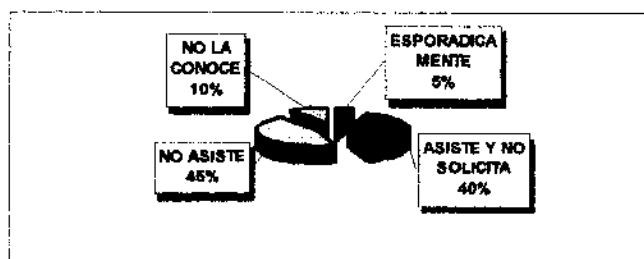 NO LA
CONOCE
10%
ESPORADICA
MENTE
5%
NO ASISTE
45%
ASISTE Y NO
SOLICITA
40%